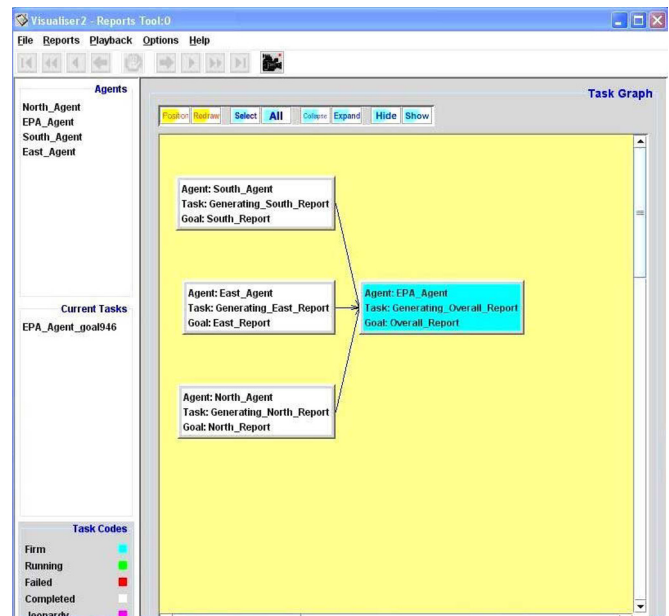 Visualiser2 - Reports Tool:0
File Reports Playback Options Help
Agents
North_Agent
EPA_Agent
South_Agent
East_Agent
Current Tasks
EPA_Agent_goal946
Task Codes
Firm
Running
Failed
Completed
Jeopardy
Task Graph
Position Redraw Select All Collapse Expand Hide Show
Agent: South_Agent
Task: Generating_South_Report
Goal: South_Report
Agent: East_Agent
Task: Generating_East_Report
Goal: East_Report
Agent: EPA_Agent
Task: Generating_Overall_Report
Goal: Overall_Report
Agent: North_Agent
Task: Generating_North_Report
Goal: North_Report